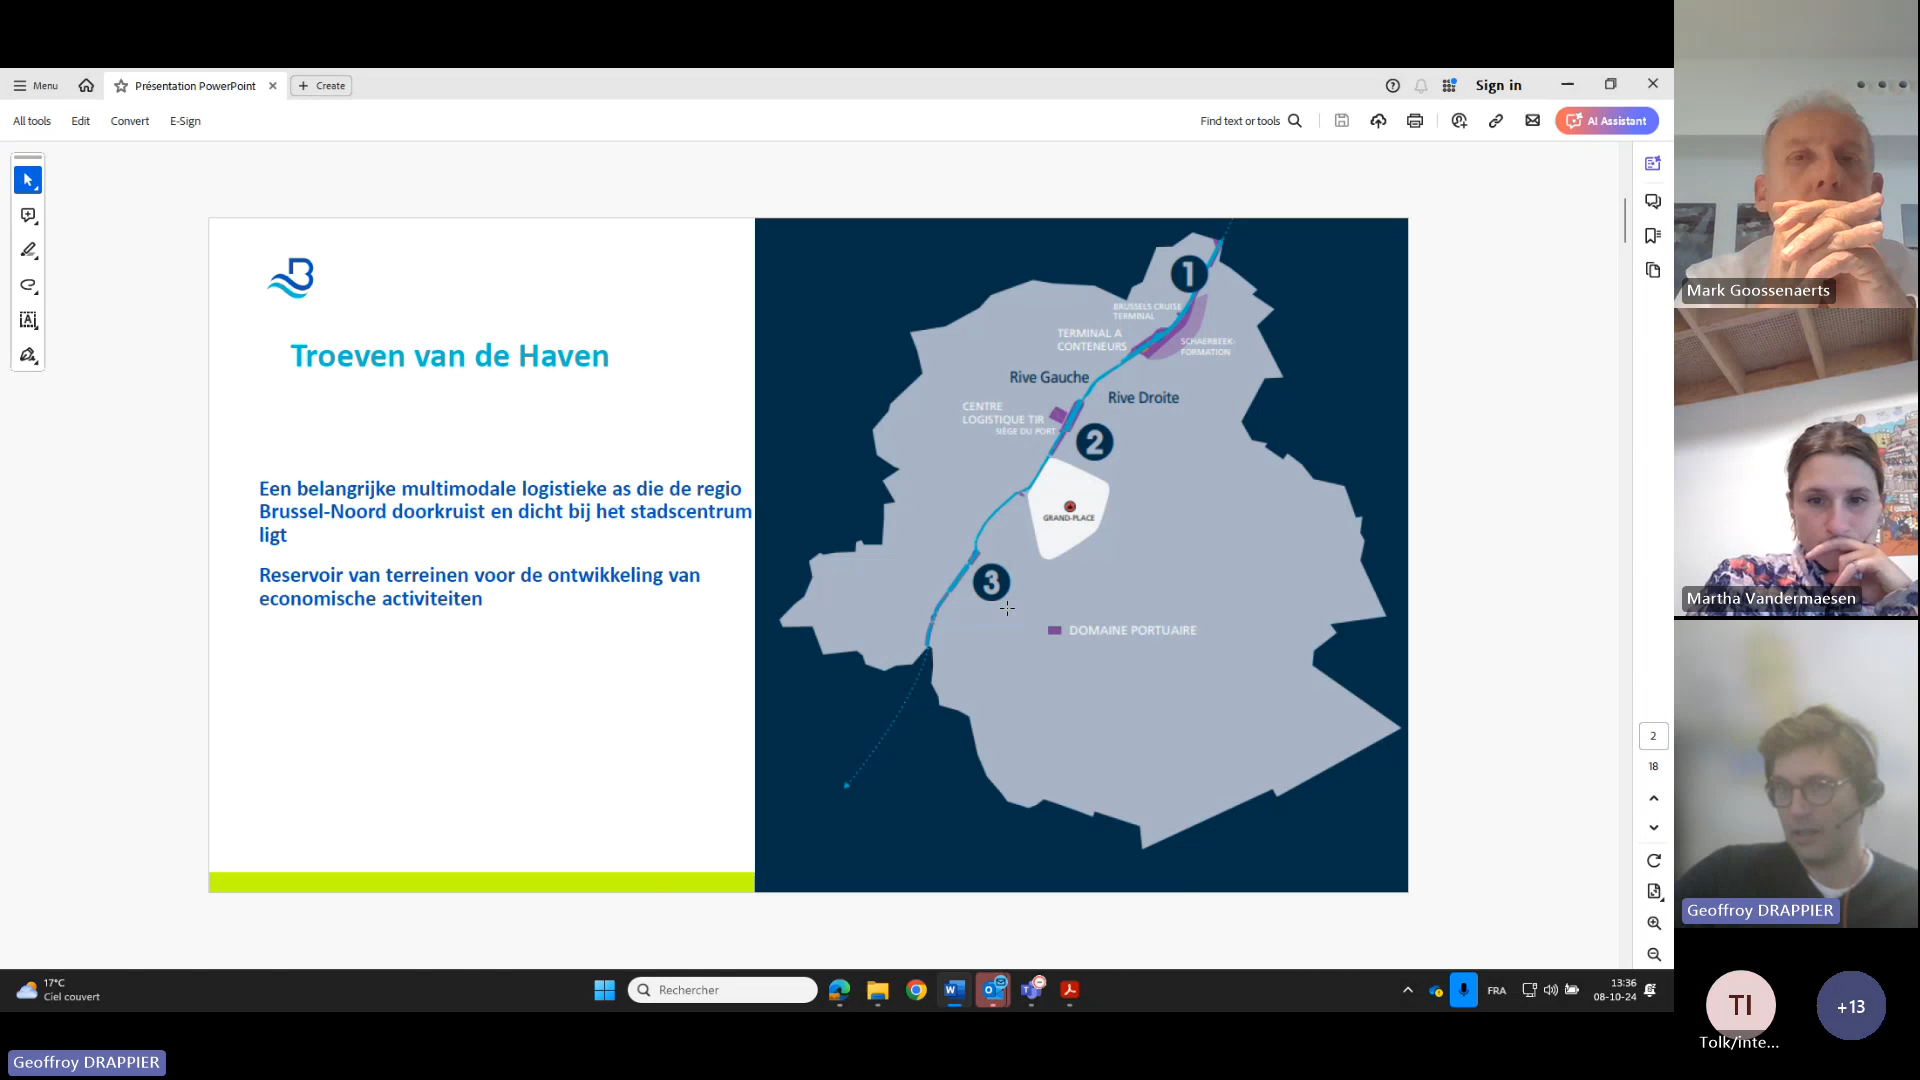 Menu
Présentation PowerPoint
Create
Sign in
All tools
Edit
Convert
E-Sign
Find text or tools
AI Assistant
Troeven van de Haven
Een belangrijke multimodale logistieke as die de regio
Brussel-Noord doorkruist en dicht bij het stadscentrum
ligt
Reservoir van terreinen voor de ontwikkeling van
economische activiteiten
1
BRUSSELS CRUISE
TERMINAL
TERMINAL A
CONTENEURS
SCHAERBEEK-
FORMATION
Rive Gauche
Rive Droite
CENTRE
LOGISTIQUE TIR
SIÈGE DU PORT
2
GRAND-PLACE
3
DOMAINE PORTUAIRE
2
18
Mark Goossenaerts
Martha Vandermaesen
Geoffroy DRAPPIER
TI
Tolk/inte...
+13
17°C
Ciel couvert
Rechercher
FRA
13:36
08-10-24
Geoffroy DRAPPIER